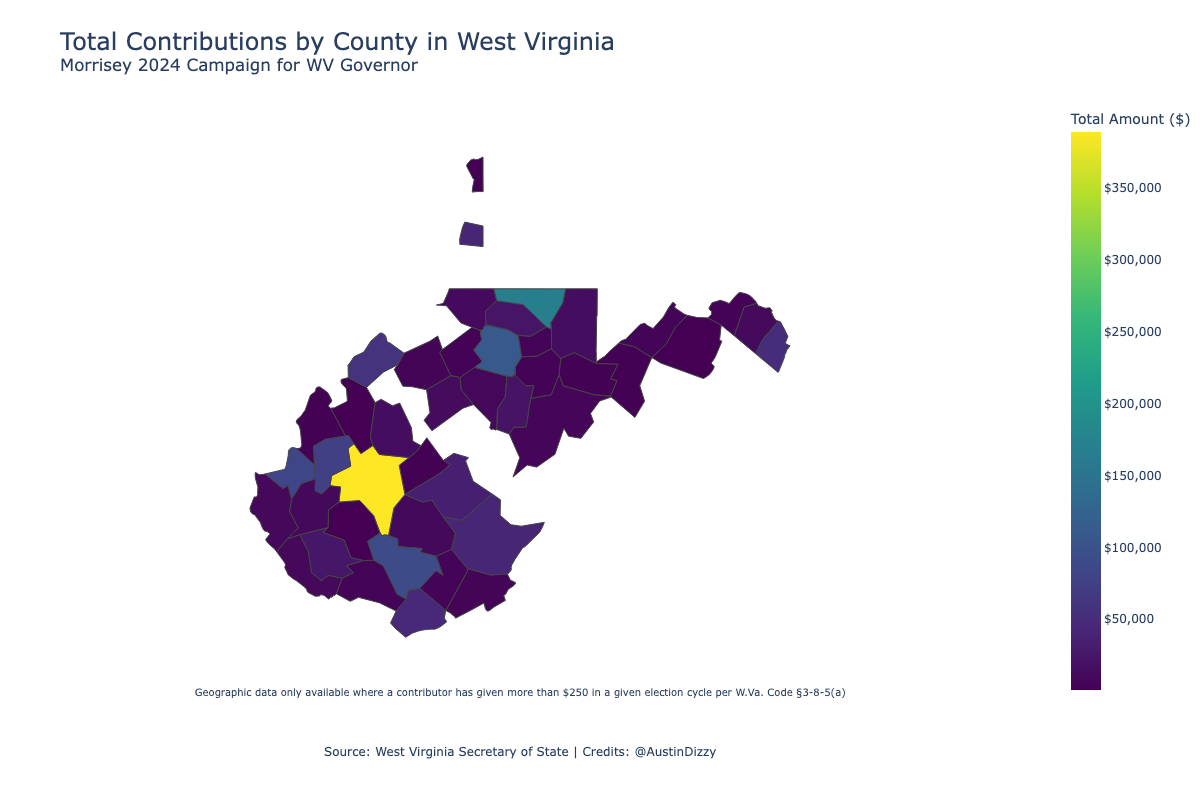 Total Contributions by County in West Virginia
Morrisey 2024 Campaign for WV Governor
Total Amount ($)
$350,000
$300,000
$250,000
$200,000
$150,000
$100,000
$50,000
Geographic data only available where a contributor has given more than $250 in a given election cycle per W.Va. Code §3-8-5(a)
Source: West Virginia Secretary of State | Credits: @AustinDizzy